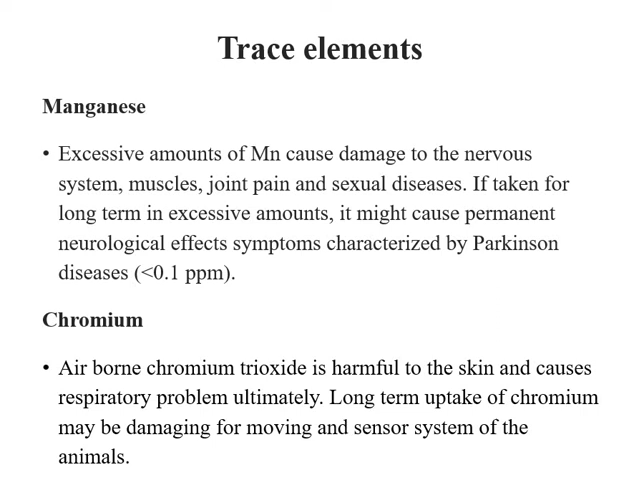 Trace elements
Manganese
• Excessive amounts of Mn cause damage to the nervous
system, muscles, joint pain and sexual diseases. If taken for
long term in excessive amounts, it might cause permanent
neurological effects symptoms characterized by Parkinson
diseases (<0.1 ppm).
Chromium
• Air borne chromium trioxide is harmful to the skin and causes
respiratory problem ultimately. Long term uptake of chromium
may be damaging for moving and sensor system of the
animals.